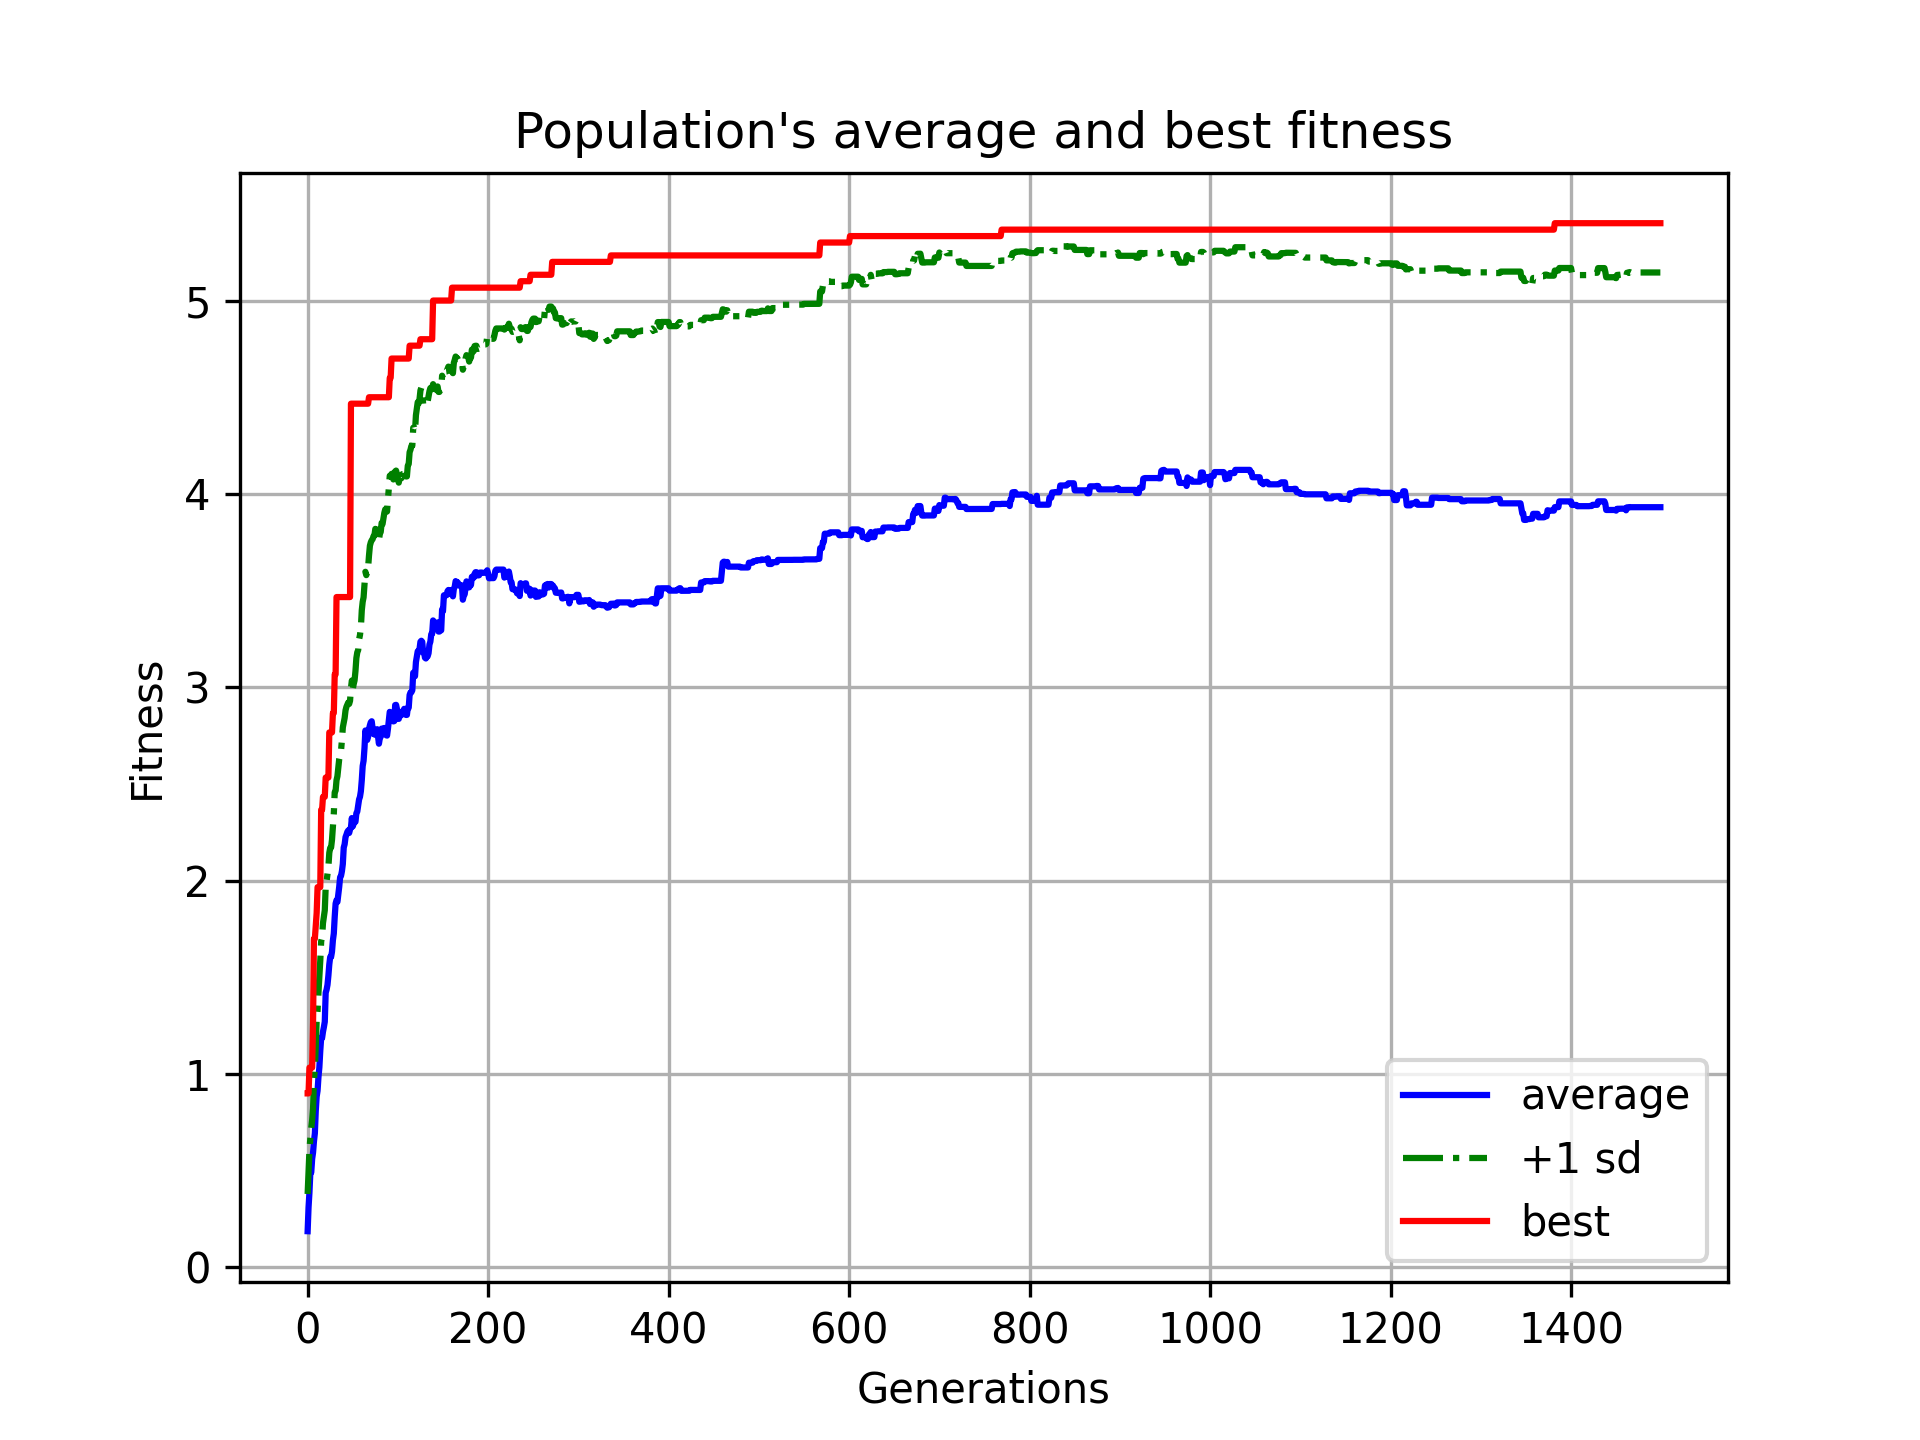 Population's average and best fitness
Fitness
5
4
3
2
1
0
0 200 400 600 800 1000 1200 1400
Generations
average
+1 sd
best